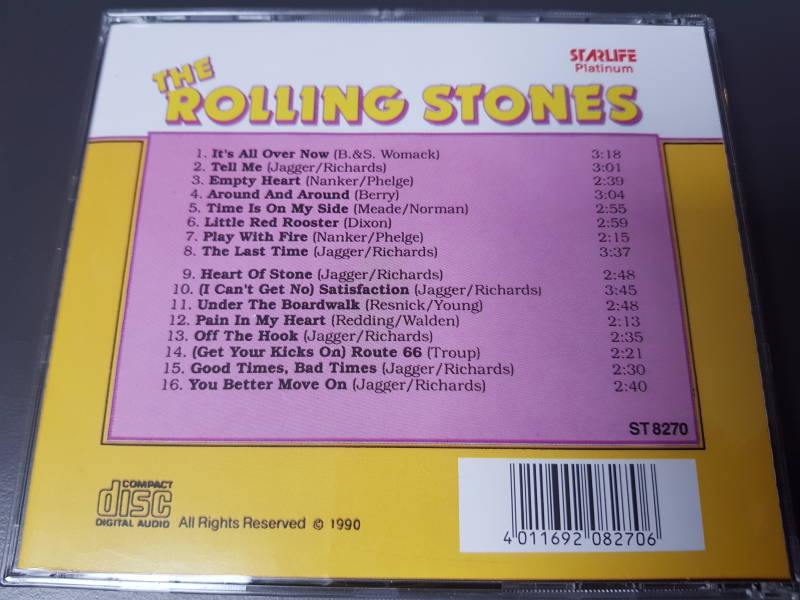 STARLIFE
Platinum
THE
ROLLING STONES
1. It's All Over Now (B.&S. Womack) 3:18
2. Tell Me (Jagger/Richards) 3:01
3. Empty Heart (Nanker/Phelge) 2:39
4. Around And Around (Berry) 3:04
5. Time Is On My Side (Meade/Norman) 2:55
6. Little Red Rooster (Dixon) 2:59
7. Play With Fire (Nanker/Phelge) 2:15
8. The Last Time (Jagger/Richards) 3:37
9. Heart Of Stone (Jagger/Richards) 2:48
10. (I Can't Get No) Satisfaction (Jagger/Richards) 3:45
11. Under The Boardwalk (Resnick/Young) 2:48
12. Pain In My Heart (Redding/Walden) 2:13
13. Off The Hook (Jagger/Richards) 2:35
14. (Get Your Kicks On) Route 66 (Troup) 2:21
15. Good Times, Bad Times (Jagger/Richards) 2:30
16. You Better Move On (Jagger/Richards) 2:40
ST 8270
COMPACT
disc
DIGITAL AUDIO
All Rights Reserved © 1990
4 011692 082706